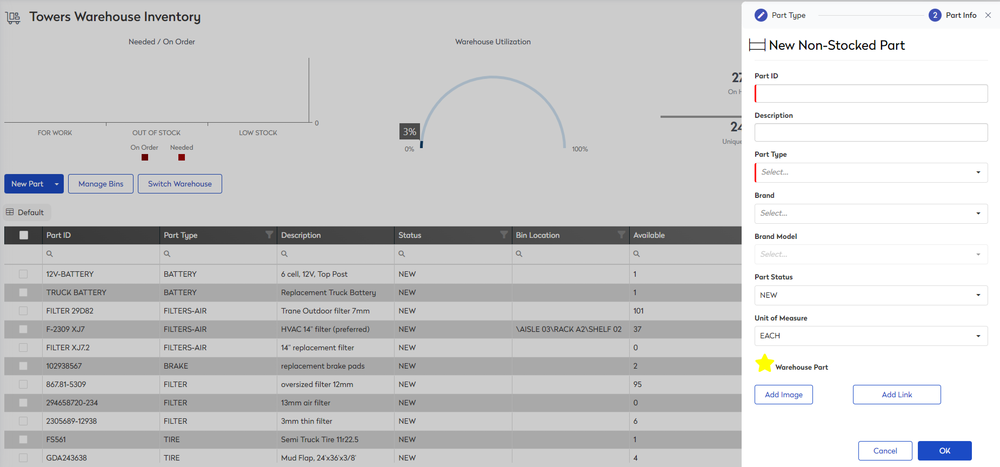 Towers Warehouse Inventory
Needed / On Order
0
FOR WORK OUT OF STOCK LOW STOCK
On Order Needed
Warehouse Utilization
3%
0% 100%
27
On H
24
Unique
New Part Manage Bins Switch Warehouse
Default
Part ID Part Type Description Status Bin Location Available
12V-BATTERY BATTERY 6 cell, 12V, Top Post NEW 1
TRUCK BATTERY BATTERY Replacement Truck Battery NEW 1
FILTER 29D82 FILTERS-AIR Trane Outdoor filter 7mm NEW 101
F-2309 XJ7 FILTERS-AIR HVAC 14" filter (preferred) NEW \AISLE 03\RACK A2\SHELF 02 37
FILTER XJ7.2 FILTERS-AIR 14" replacement filter NEW 0
102938567 BRAKE replacement brake pads NEW 2
867.81-5309 FILTER oversized filter 12mm NEW 95
294658720-234 FILTER 13mm air filter NEW 0
2305689-12938 FILTER 3mm thin filter NEW 6
FS561 TIRE Semi Truck Tire 11r22.5 NEW 1
GDA243638 TIRE Mud Flap, 24'x36'x3/8' NEW 4
Part Type 2 Part Info
New Non-Stocked Part
Part ID
Description
Part Type
Select...
Brand
Select...
Brand Model
Select...
Part Status
NEW
Unit of Measure
EACH
Warehouse Part
Add Image Add Link
Cancel OK